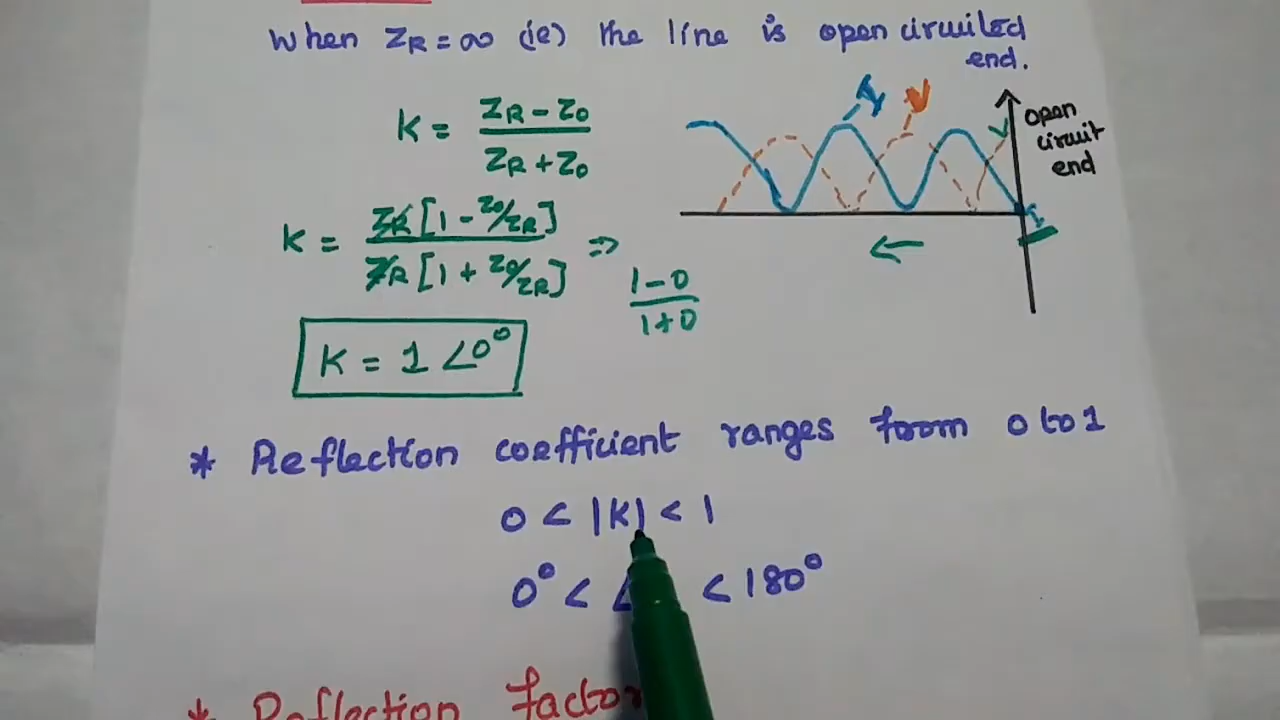 When ZR = ∞ (ie) the line is open circuited
end.
K = ZR - Z0 / ZR + Z0
K = ZR [1 - Z0/ZR] / ZR [1 + Z0/ZR] => 1-0 / 1+0
K = 1 ∠0°
V
Open
circuit
end
* Reflection coefficient ranges from 0 to 1
0 < |K| < 1
0° < ∠ < 180°
* Reflection factor